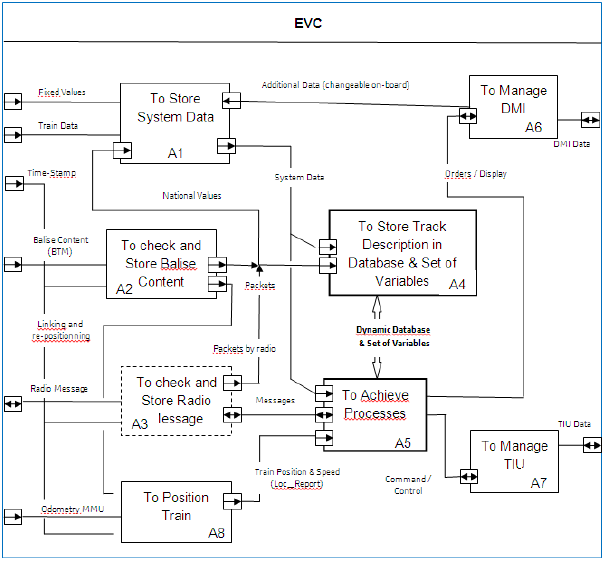 EVC
Fixed Values
To Store
System Data
A1
Additional Data (changeable on-board)
To Manage
DMI
A6
Train Data
DMI Data
Time-Stamp
System Data
Orders / Display
National Values
Balise Content
(BTM)
To check and
Store Balise
Content
A2
To Store Track
Description in
Database & Set of
Variables
A4
Packets
Linking and
re-positionning
Packets by radio
Dynamic Database
& Set of Variables
Radio Message
To check and
Store Radio
lessage
A3
Messages
To Achieve
Processes
A5
TIU Data
To Manage
TIU
A7
Train Position & Speed
(Loc_Report)
Command /
Control
Odometry MMU
To Position
Train
A8